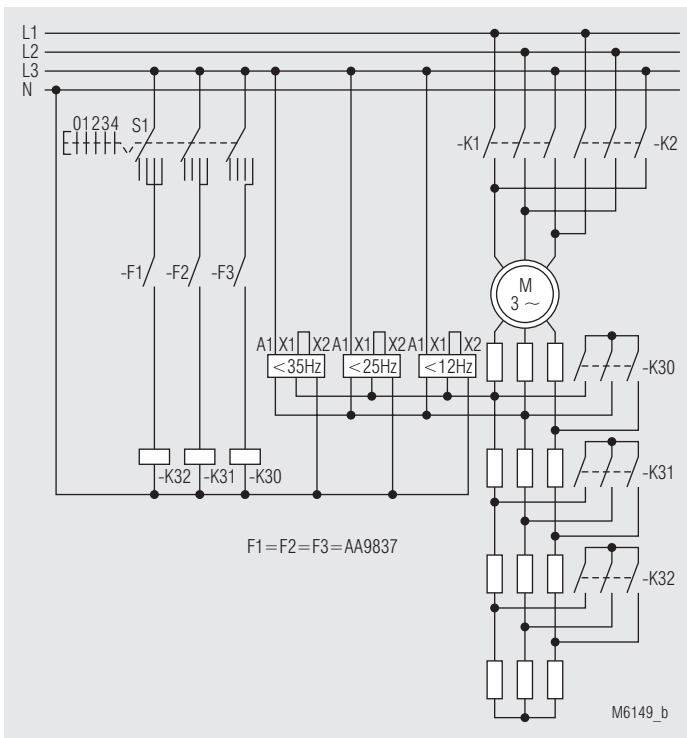 L1
L2
L3
N
01234 S1
-K1 -K2
-F1 -F2 -F3
M
3 ~
A1 X1 X2 A1 X1 X2 A1 X1 X2
<35Hz <25Hz <12Hz
-K30
-K32 -K31 -K30
-K31
F1=F2=F3=AA9837
-K32
M6149_b